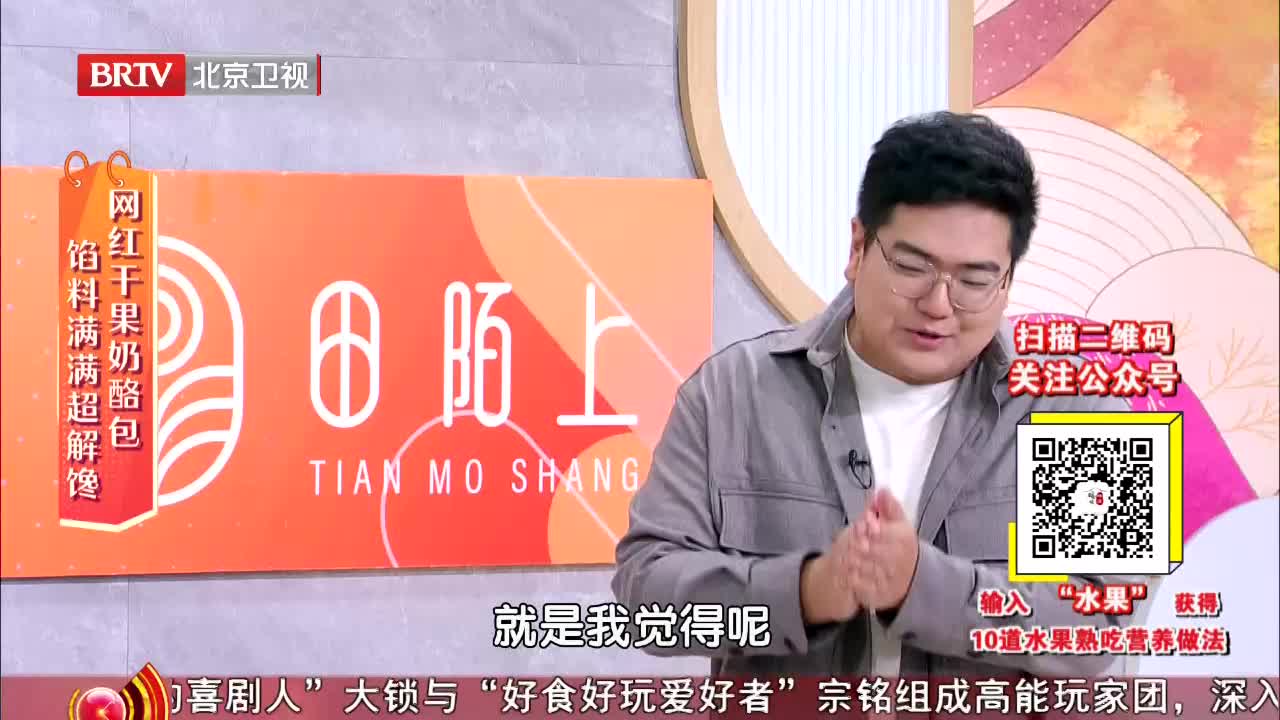 BRTV 北京卫视
网红干果奶酪包
馅料满满超解馋
田陌上
TIAN MO SHANG
扫描二维码
关注公众号
输入 “水果” 获得
10道水果熟吃营养做法
就是我觉得呢
喜剧人”大锁与“好食好玩爱好者”宗铭组成高能玩家团，深入